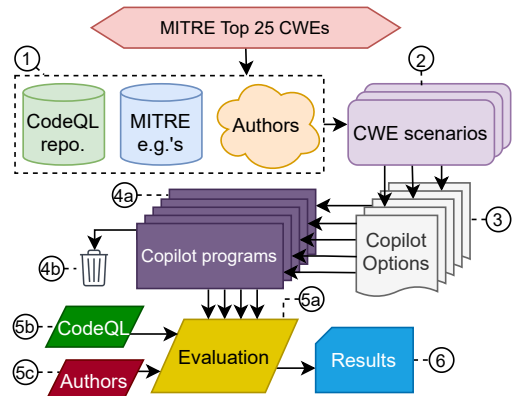 MITRE Top 25 CWEs
1
2
CodeQL
repo.
MITRE
e.g.'s
Authors
CWE scenarios
4a
3
Copilot programs
Copilot
Options
4b
5a
5b
CodeQL
Evaluation
Results
6
5c
Authors